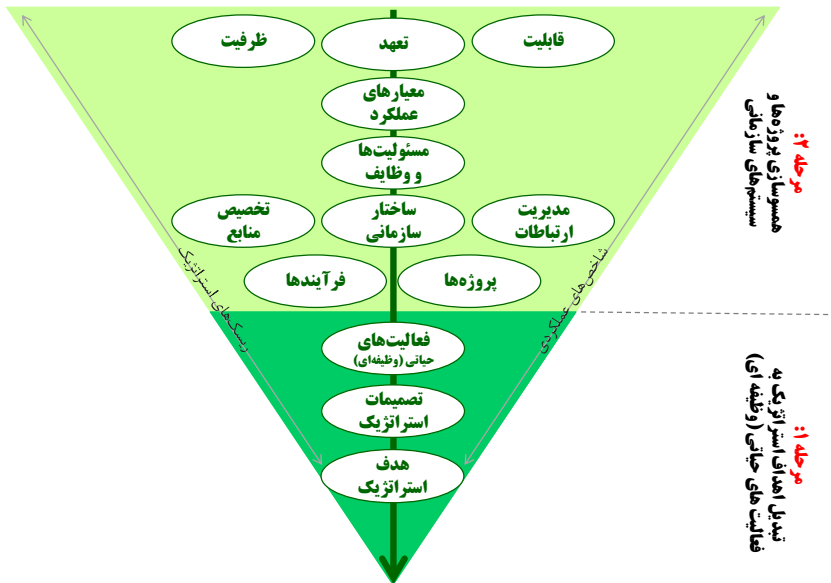 قابلیت
تعهد
ظرفیت
معیارهای
عملکرد
مسئولیت‌ها
و وظایف
مدیریت
ارتباطات
ساختار
سازمانی
تخصیص
منابع
پروژه‌ها
فرآیندها
فعالیت‌های
حیاتی (وظیفه‌ای)
تصمیمات
استراتژیک
هدف
استراتژیک
شاخص‌های عملکردی
ریسک‌های استراتژیک
مرحله ۲:
همسوسازی پروژه‌ها و
سیستم‌های سازمانی
مرحله ۱:
تبدیل اهداف استراتژیک به
فعالیت های حیاتی (وظیفه ای)